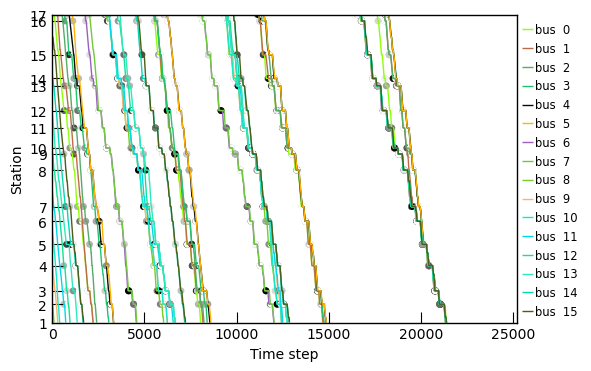 17
16
15
14
13
12
11
10
9
8
7
6
5
4
3
2
1
Station
0
5000
10000
15000
20000
25000
Time step
bus 0
bus 1
bus 2
bus 3
bus 4
bus 5
bus 6
bus 7
bus 8
bus 9
bus 10
bus 11
bus 12
bus 13
bus 14
bus 15